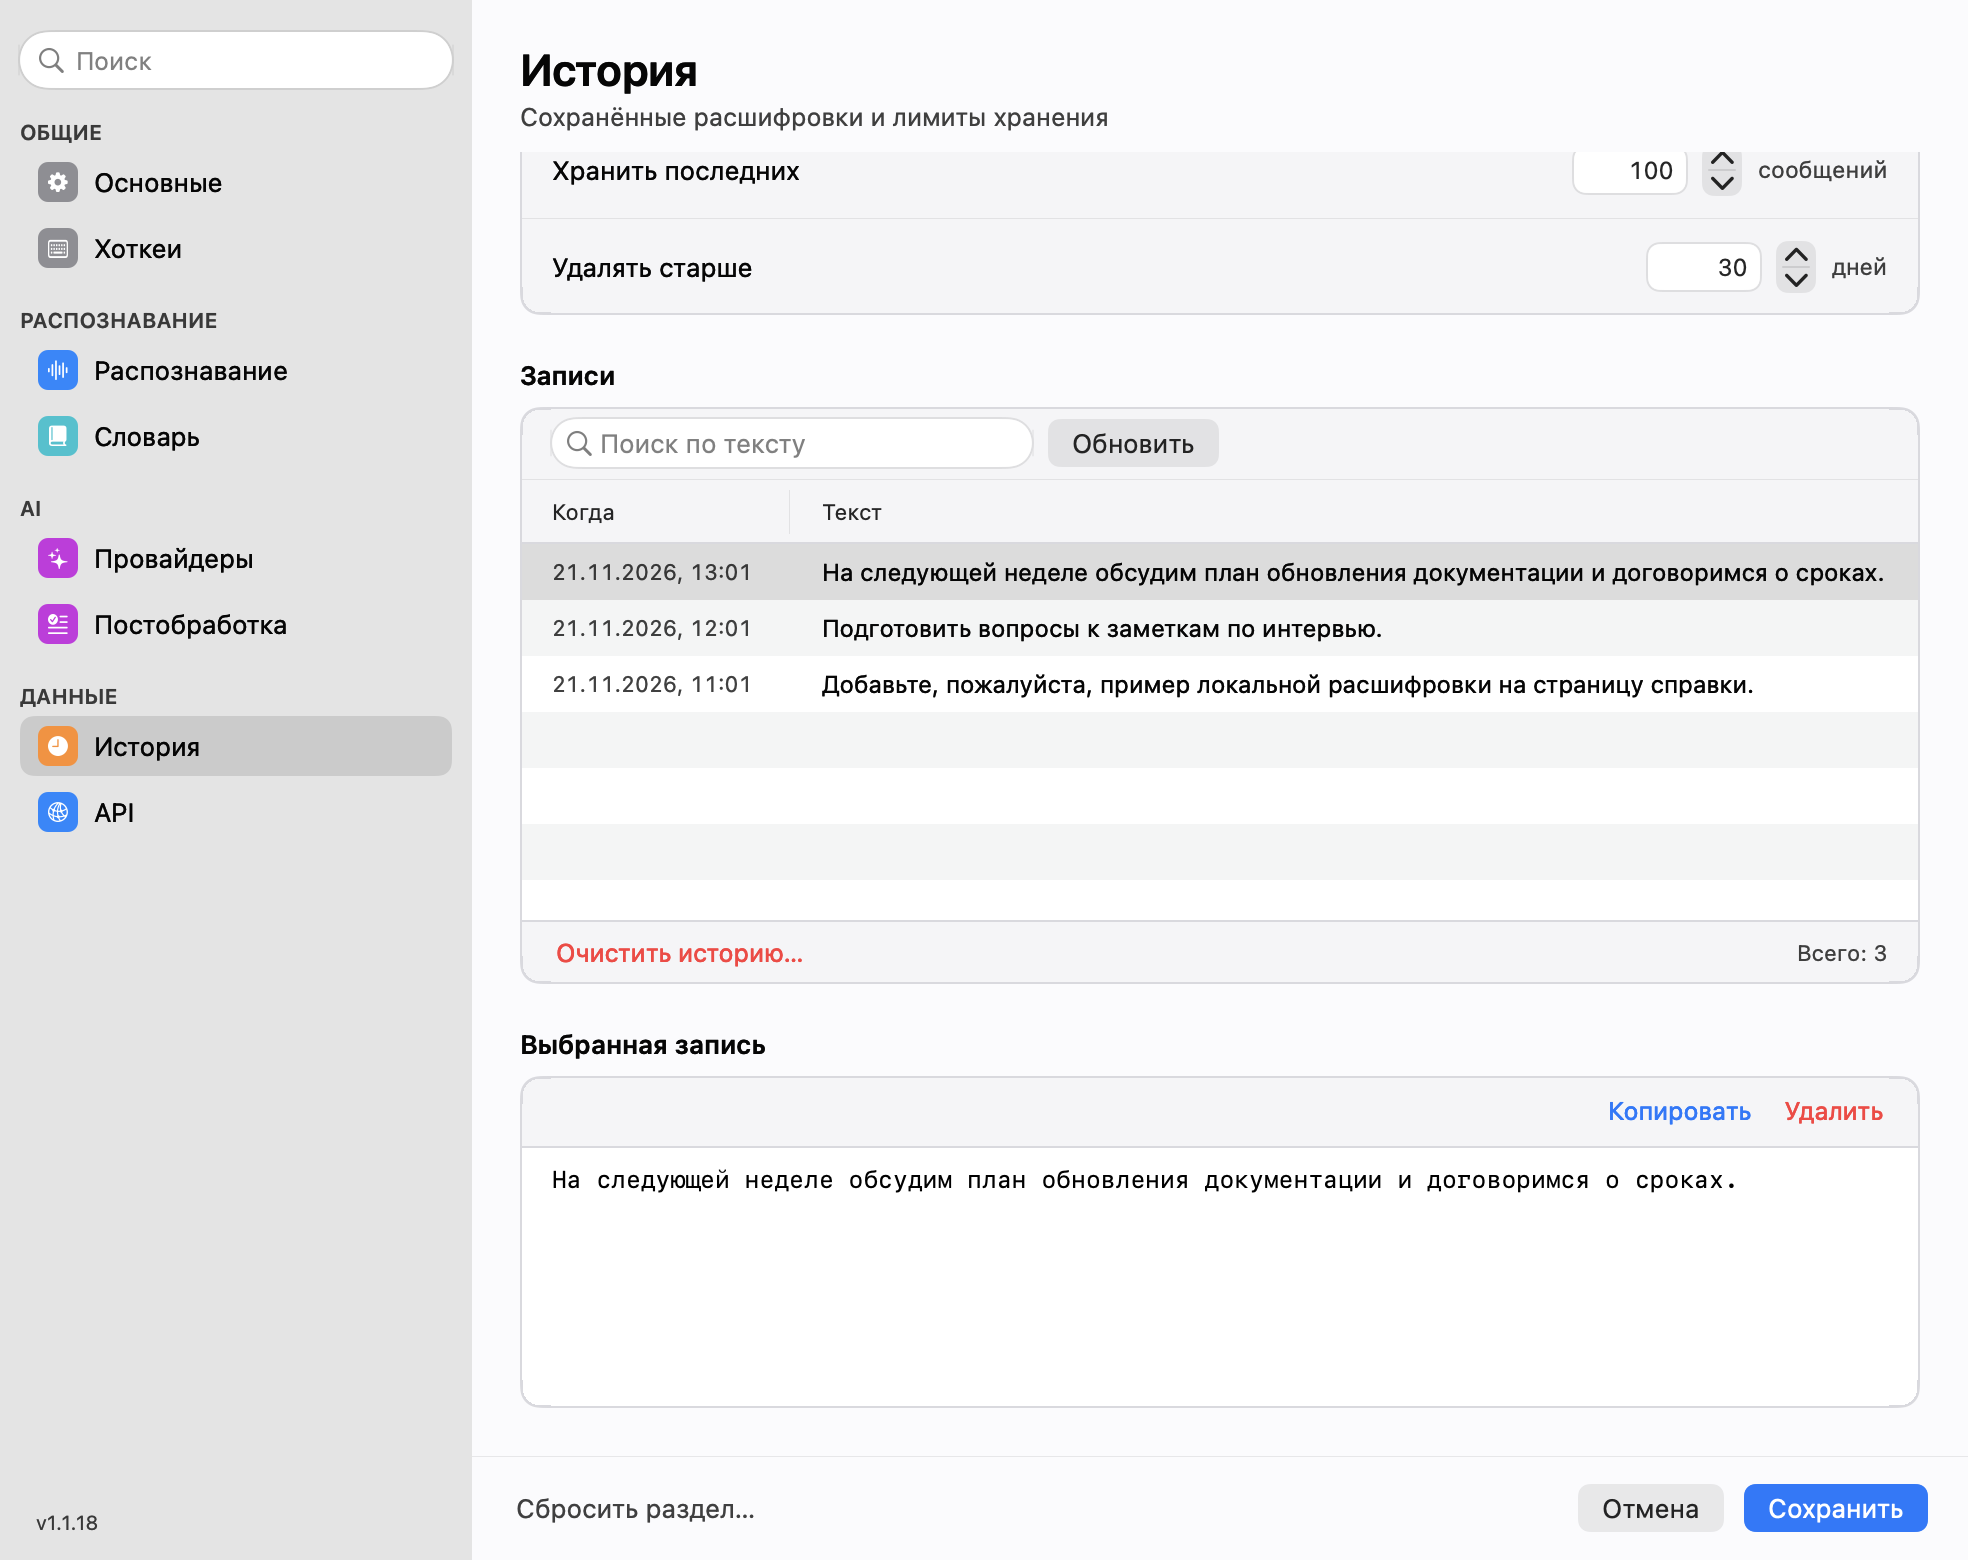 Поиск
ОБЩИЕ
Основные
Хоткеи
РАСПОЗНАВАНИЕ
Распознавание
Словарь
AI
Провайдеры
Постобработка
ДАННЫЕ
История
API
v1.1.18
История
Сохранённые расшифровки и лимиты хранения
Хранить последних 100 сообщений
Удалять старше 30 дней
Записи
Поиск по тексту Обновить
Когда Текст
21.11.2026, 13:01 На следующей неделе обсудим план обновления документации и договоримся о сроках.
21.11.2026, 12:01 Подготовить вопросы к заметкам по интервью.
21.11.2026, 11:01 Добавьте, пожалуйста, пример локальной расшифровки на страницу справки.
Очистить историю... Всего: 3
Выбранная запись
Копировать Удалить
На следующей неделе обсудим план обновления документации и договоримся о сроках.
Сбросить раздел... Отмена Сохранить